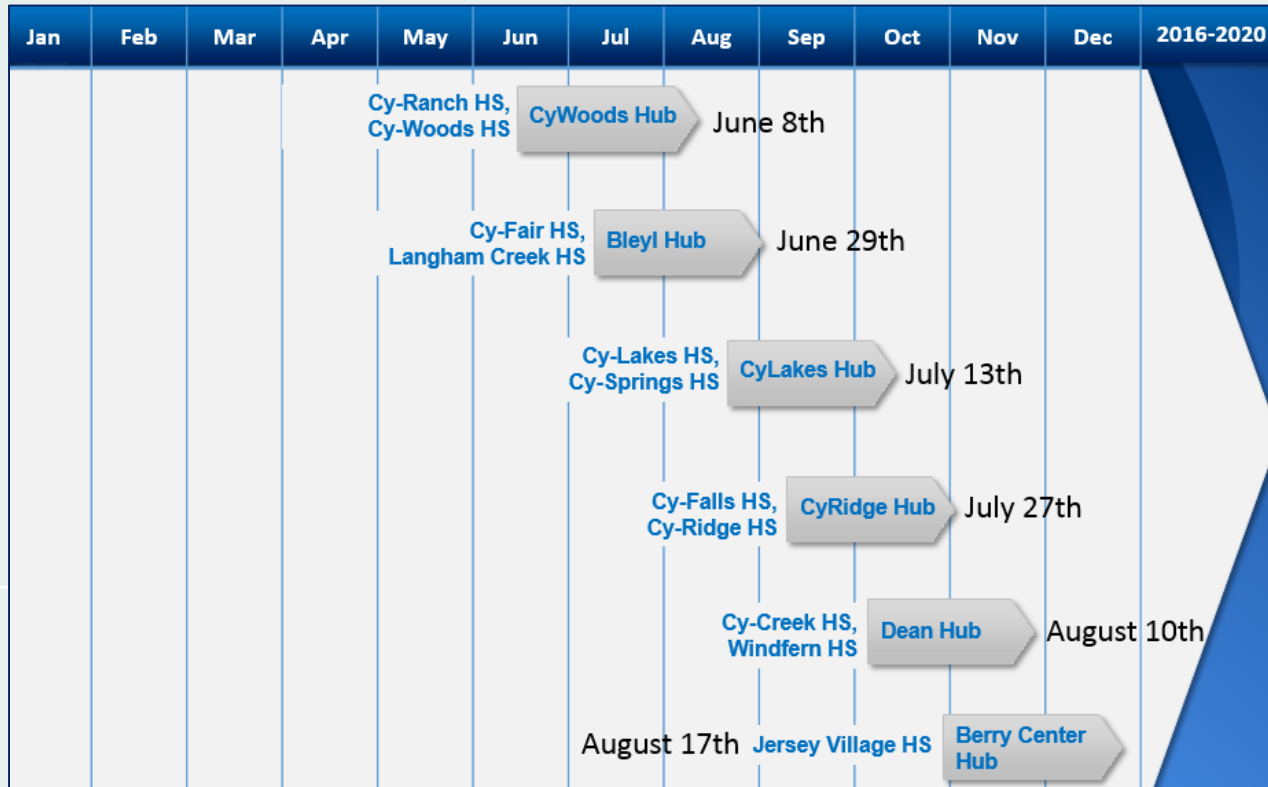 Jan Feb Mar Apr May Jun Jul Aug Sep Oct Nov Dec 2016-2020
Cy-Ranch HS,
Cy-Woods HS
CyWoods Hub
June 8th
Cy-Fair HS,
Langham Creek HS
Bleyl Hub
June 29th
Cy-Lakes HS,
Cy-Springs HS
CyLakes Hub
July 13th
Cy-Falls HS,
Cy-Ridge HS
CyRidge Hub
July 27th
Cy-Creek HS,
Windfern HS
Dean Hub
August 10th
August 17th
Jersey Village HS
Berry Center
Hub